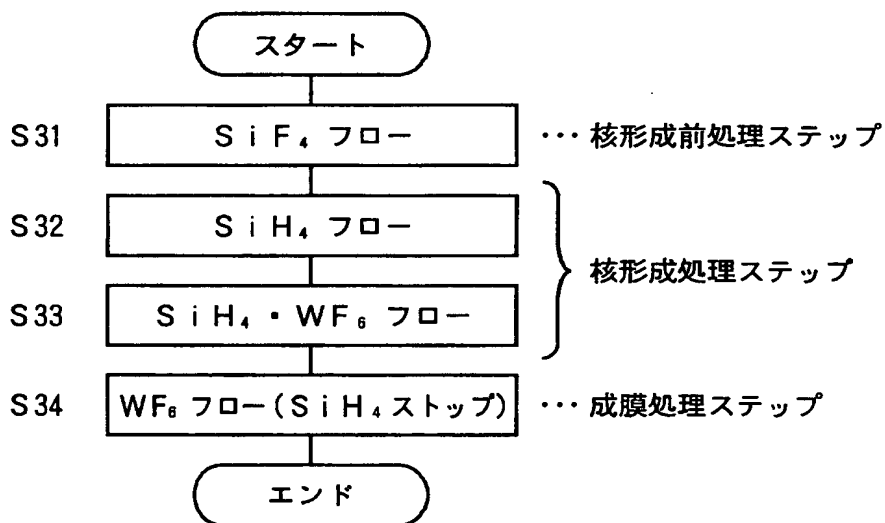 スタート
S31 SiF₄ フロー … 核形成前処理ステップ
S32 SiH₄ フロー
核形成処理ステップ
S33 SiH₄・WF₆ フロー
S34 WF₆ フロー(SiH₄ストップ) … 成膜処理ステップ
エンド